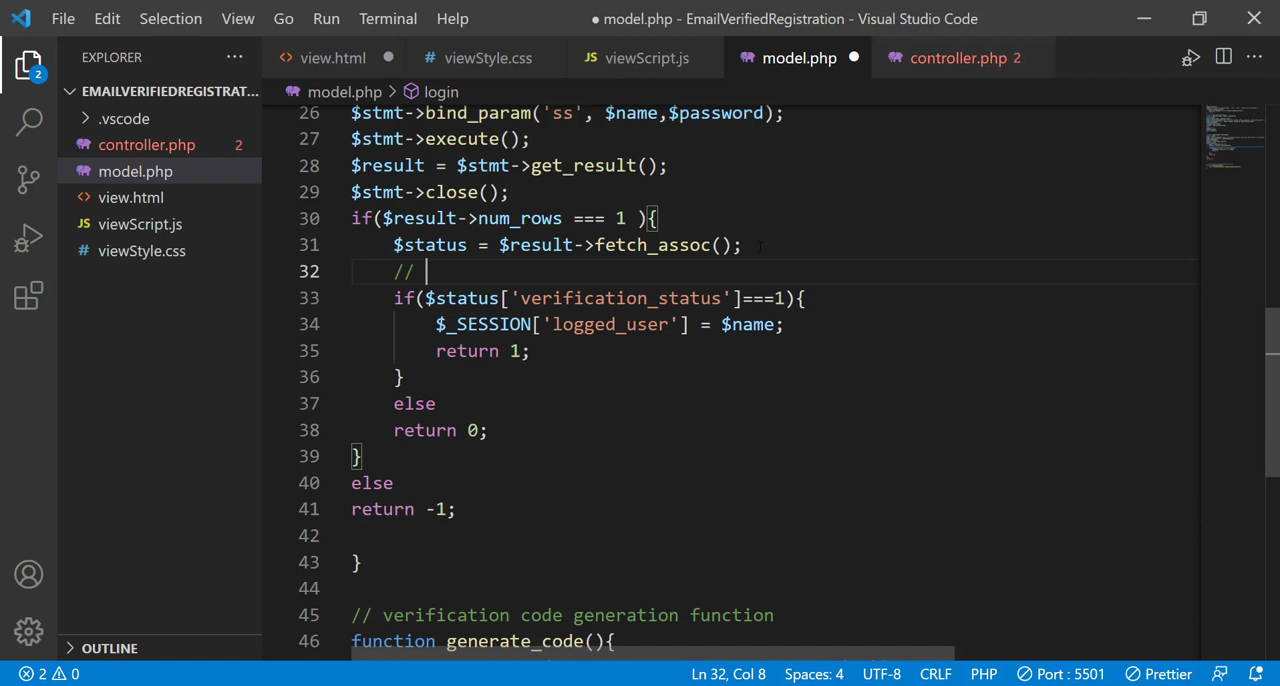 File Edit Selection View Go Run Terminal Help ● model.php - EmailVerifiedRegistration - Visual Studio Code
EXPLORER ··· <> view.html ● # viewStyle.css JS viewScript.js model.php ● controller.php 2 ···
EMAILVERIFIEDREGISTRAT... model.php > login
.vscode
controller.php 2
model.php
<> view.html
JS viewScript.js
# viewStyle.css
2
26 $stmt->bind_param('ss', $name,$password);
27 $stmt->execute();
28 $result = $stmt->get_result();
29 $stmt->close();
30 if($result->num_rows === 1 ){
31 $status = $result->fetch_assoc();
32 //
33 if($status['verification_status']===1){
34 $_SESSION['logged_user'] = $name;
35 return 1;
36 }
37 else
38 return 0;
39 }
40 else
41 return -1;
42
43 }
44
45 // verification code generation function
46 function generate_code(){
OUTLINE
2 0 Ln 32, Col 8 Spaces: 4 UTF-8 CRLF PHP Port : 5501 Prettier